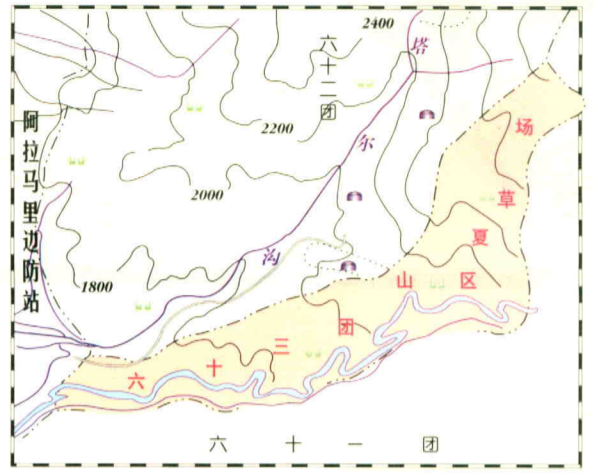 2400
六十二团
塔尔沟
2200
2000
1800
阿拉马里边防站
六十三团山区夏草场
六十一团